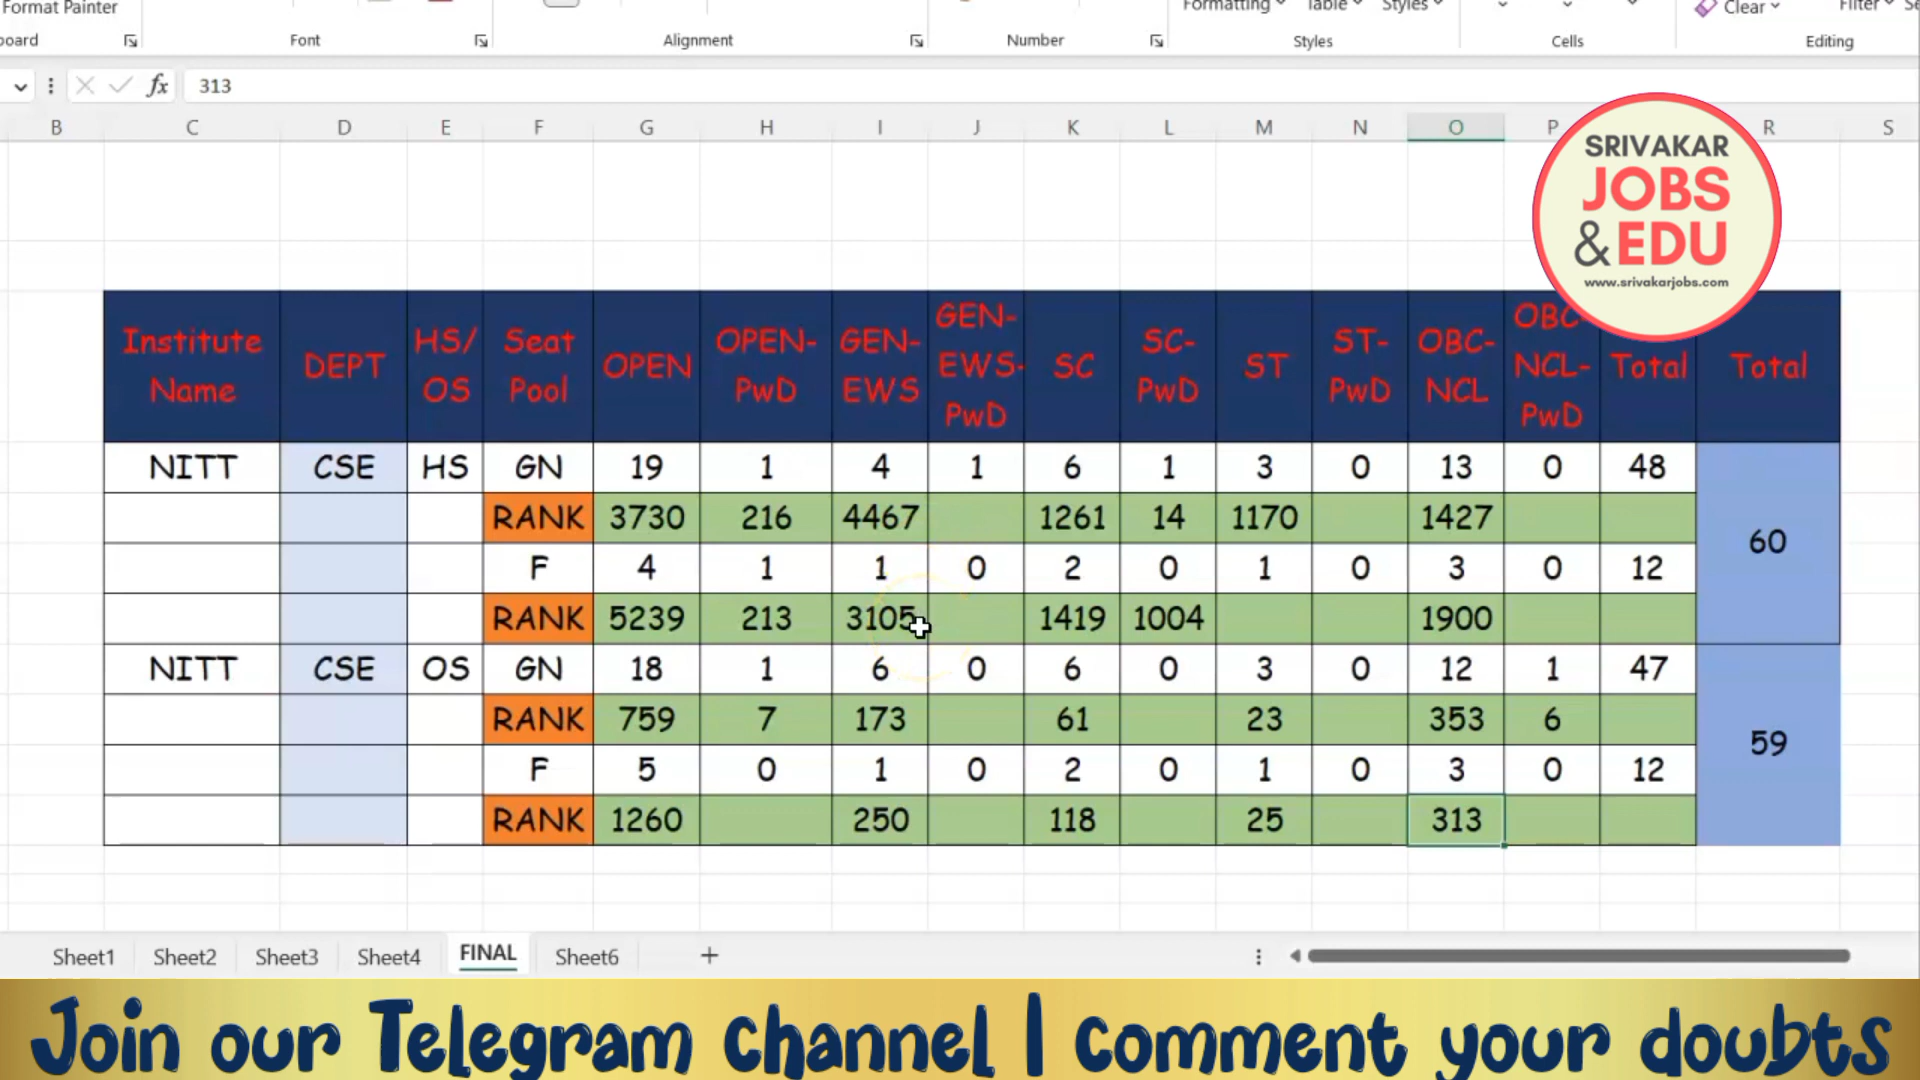 Format Painter
Formatting Table Styles Clear Filter
board Font Alignment Number Styles Cells Editing
fx 313
B C D E F G H I J K L M N O P R S
SRIVAKAR
JOBS
&EDU
www.srivakarjobs.com
Institute Name DEPT HS/ OS Seat Pool OPEN OPEN-PwD GEN-EWS GEN-EWS-PwD SC SC-PwD ST ST-PwD OBC-NCL OBC-NCL-PwD Total Total
NITT CSE HS GN 19 1 4 1 6 1 3 0 13 0 48
RANK 3730 216 4467 1261 14 1170 1427
60
F 4 1 1 0 2 0 1 0 3 0 12
RANK 5239 213 3105 1419 1004 1900
NITT CSE OS GN 18 1 6 0 6 0 3 0 12 1 47
RANK 759 7 173 61 23 353 6
59
F 5 0 1 0 2 0 1 0 3 0 12
RANK 1260 250 118 25 313
Sheet1 Sheet2 Sheet3 Sheet4 FINAL Sheet6 +
Join our Telegram channel | Comment your doubts